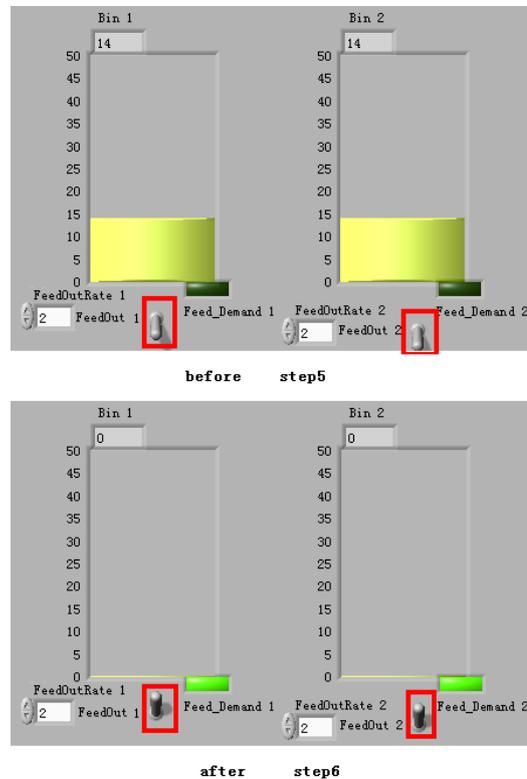 Bin 1
Bin 2
14
14
50
50
45
45
40
40
35
35
30
30
25
25
20
20
15
15
10
10
5
5
0
0
FeedOutRate 1
2
FeedOut 1
Feed_Demand 1
FeedOutRate 2
2
FeedOut 2
Feed_Demand 2
before step5
Bin 1
Bin 2
0
0
50
50
45
45
40
40
35
35
30
30
25
25
20
20
15
15
10
10
5
5
0
0
FeedOutRate 1
2
FeedOut 1
Feed_Demand 1
FeedOutRate 2
2
FeedOut 2
Feed_Demand 2
after step6